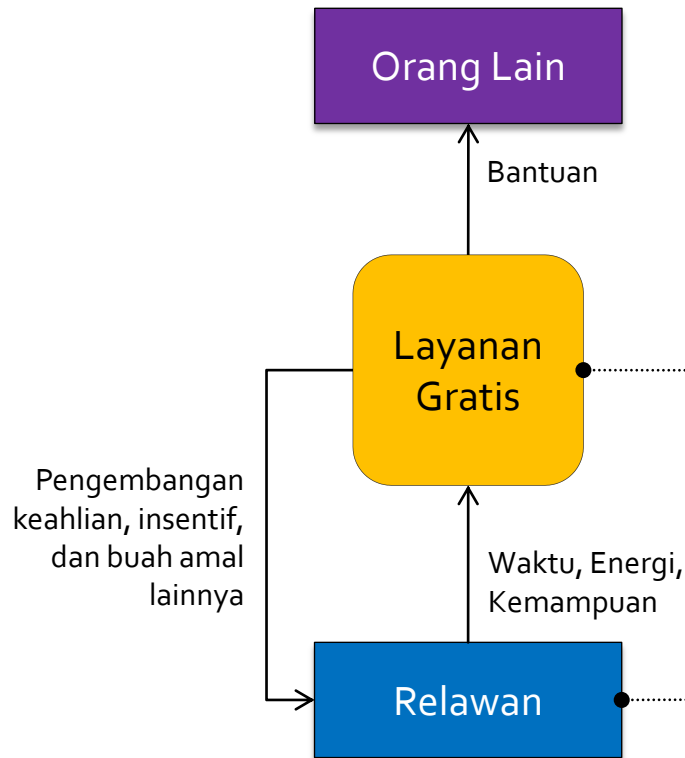 Orang Lain
Bantuan
Layanan
Gratis
Pengembangan
keahlian, insentif,
dan buah amal
lainnya
Waktu, Energi,
Kemampuan
Relawan